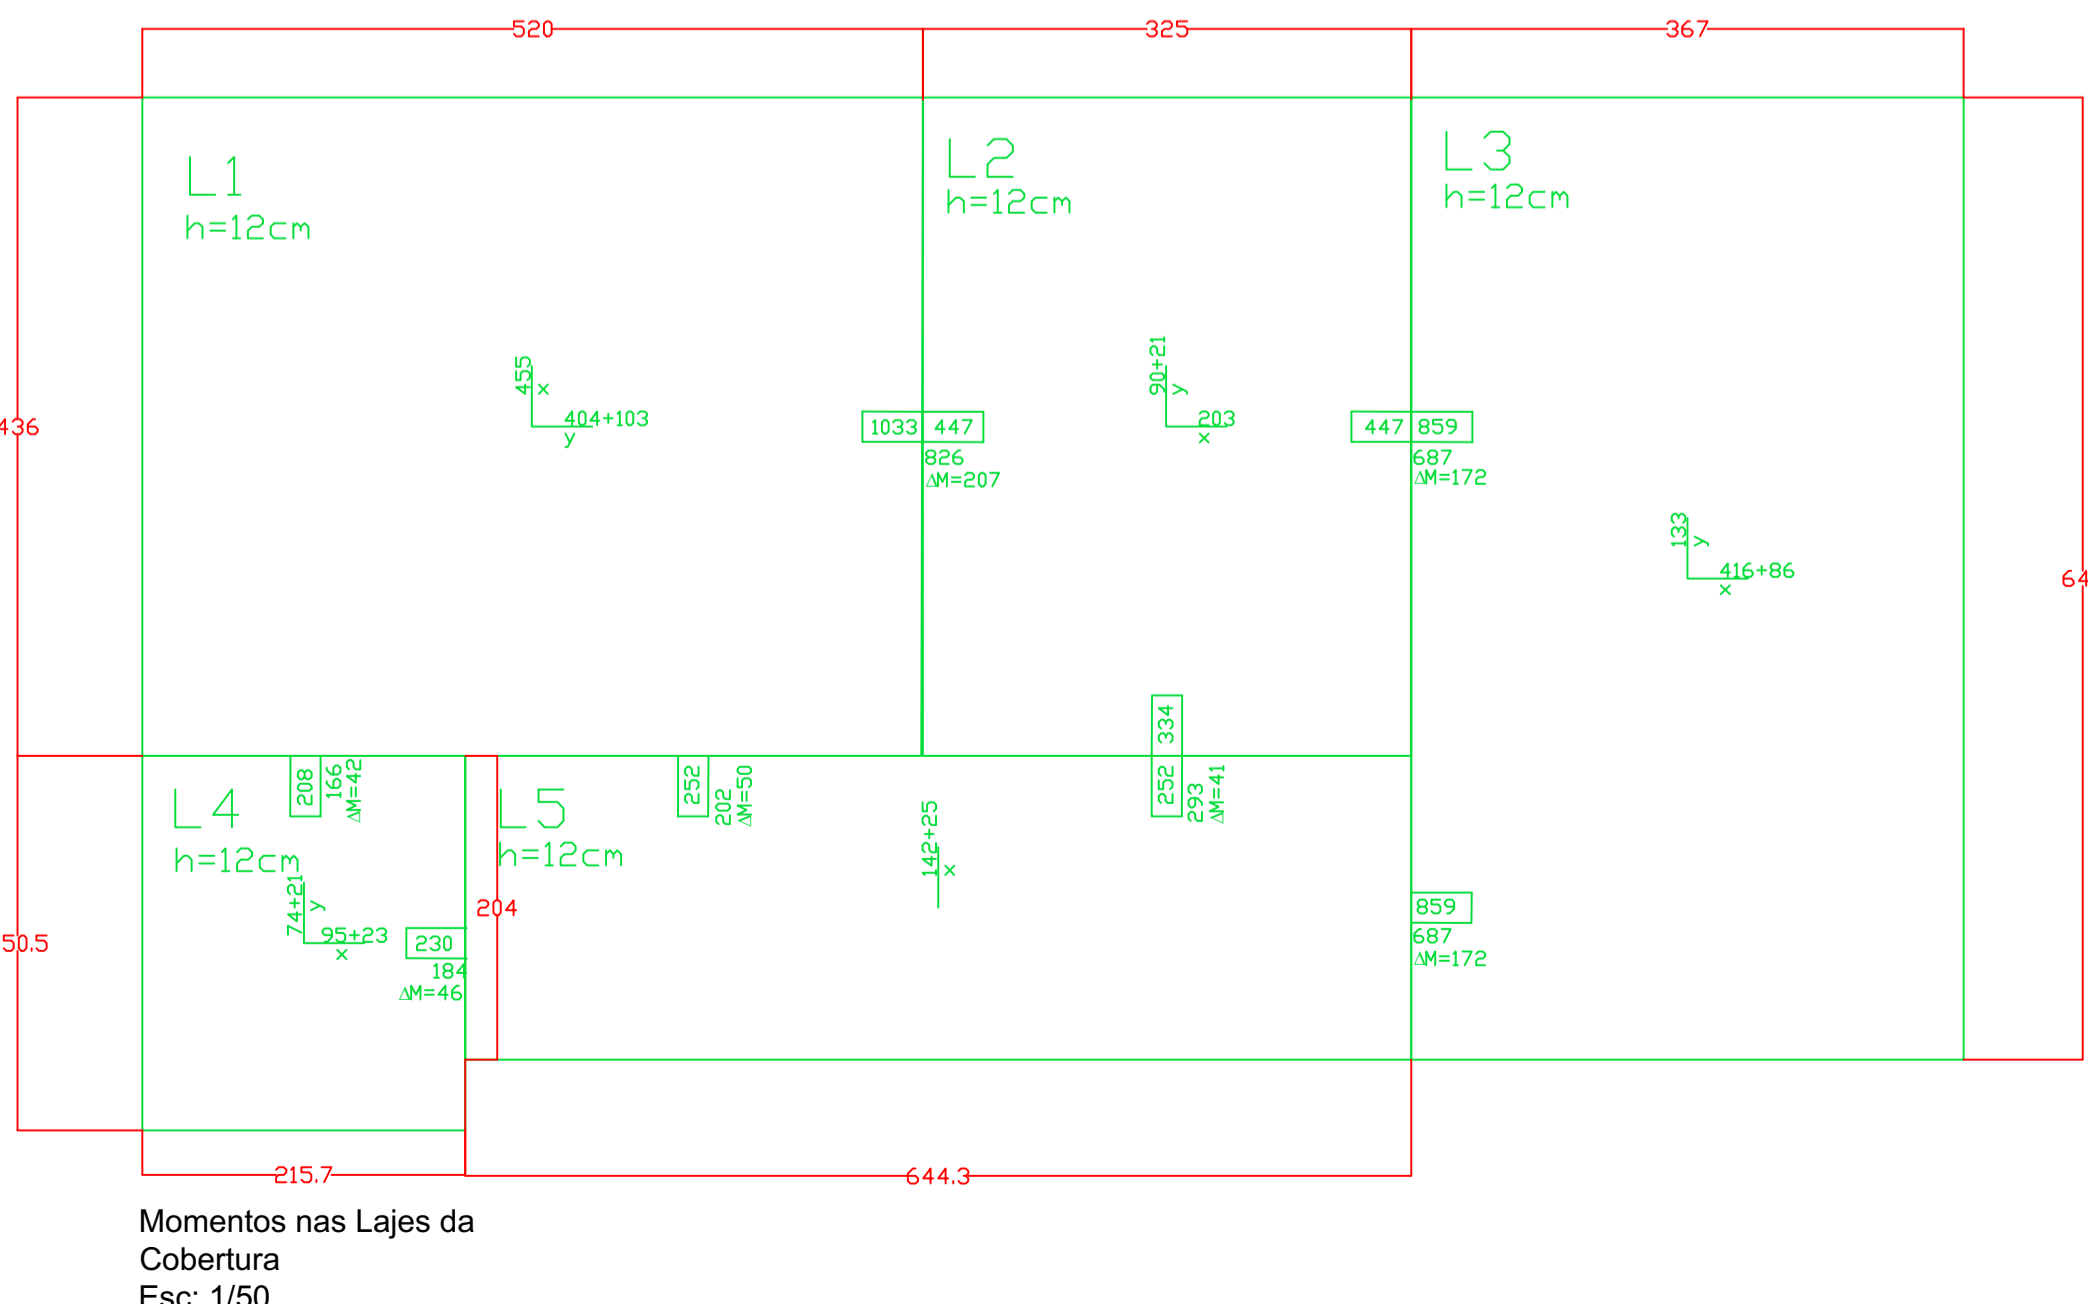 520
325
367
L1
h=12cm
L2
h=12cm
L3
h=12cm
436
455
x
404+103
y
1033
447
826
ΔM=207
90+21
y
203
x
447
859
687
ΔM=172
133
y
416+86
x
64
334
252
293
ΔM=41
208
166
ΔM=42
252
202
ΔM=50
L4
h=12cm
L5
h=12cm
74+21
y
95+23
x
230
184
ΔM=46
204
142+25
x
859
687
ΔM=172
50.5
215.7
644.3
Momentos nas Lajes da
Cobertura
Esc: 1/50